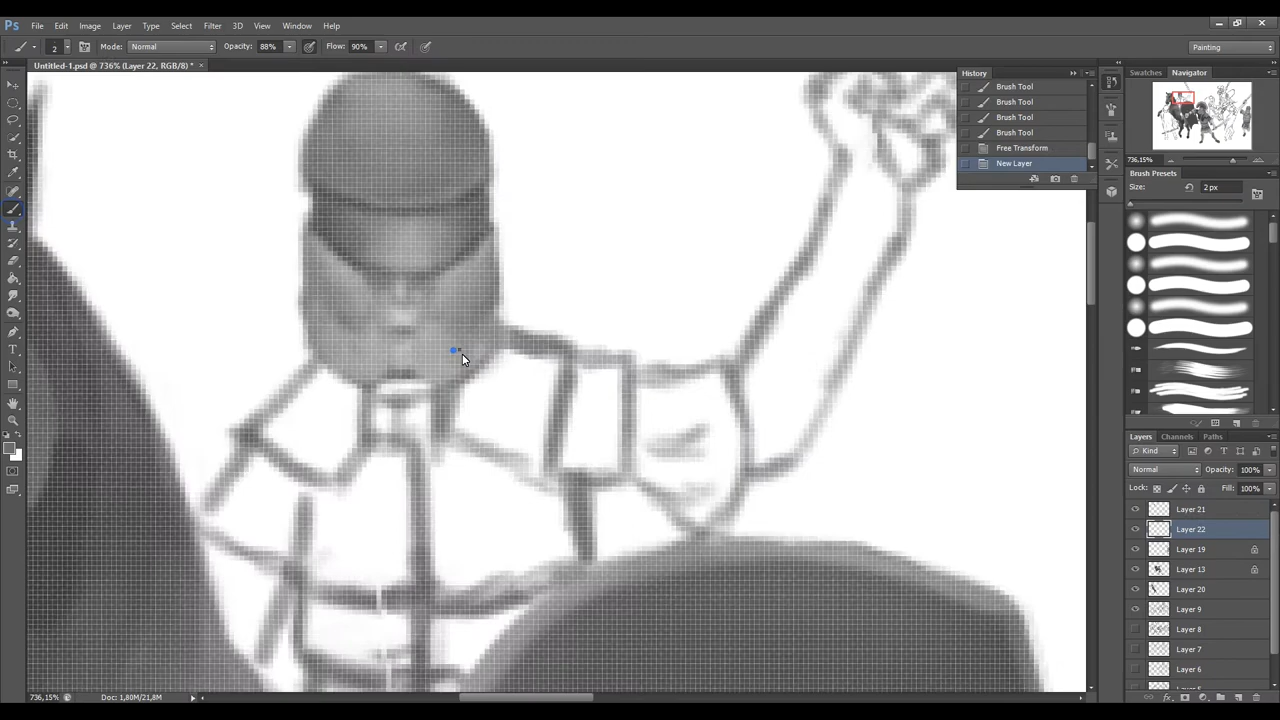 Ps File Edit Image Layer Type Select Filter 3D View Window Help
2 Mode: Normal Opacity: 88% Flow: 90% Painting
Untitled-1.psd @ 736% (Layer 22, RGB/8) * ×
History
Brush Tool
Brush Tool
Brush Tool
Brush Tool
Free Transform
New Layer
Swatches Navigator
736,15%
Brush Presets
Size: 2 px
Layers Channels Paths
Kind
Normal Opacity: 100%
Lock: Fill: 100%
Layer 21
Layer 22
Layer 19
Layer 13
Layer 20
Layer 9
Layer 8
Layer 7
Layer 6
736,15% Doc: 1,80M/21,8M